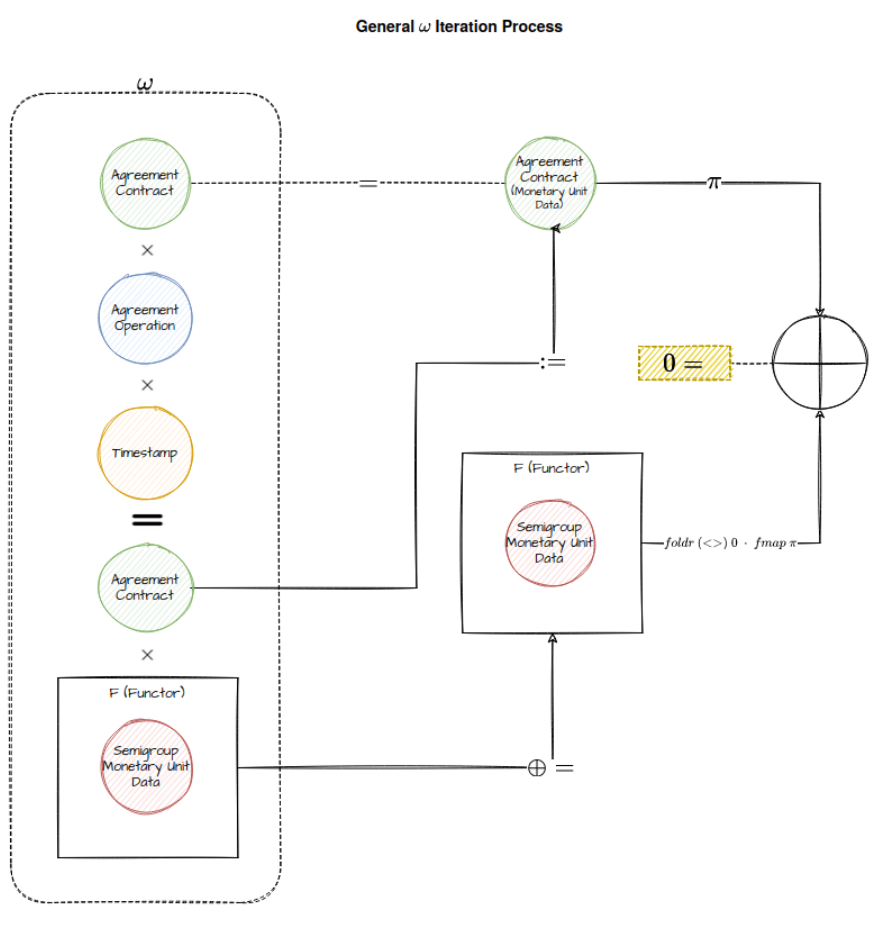 General ω Iteration Process
ω
Agreement
Contract
=
Agreement
Contract
(Monetary Unit
Data)
π
×
Agreement
Operation
×
:=
0 =
Timestamp
=
F (Functor)
Semigroup
Monetary Unit
Data
foldr (<>) 0 · fmap π
Agreement
Contract
×
F (Functor)
Semigroup
Monetary Unit
Data
⊕ =